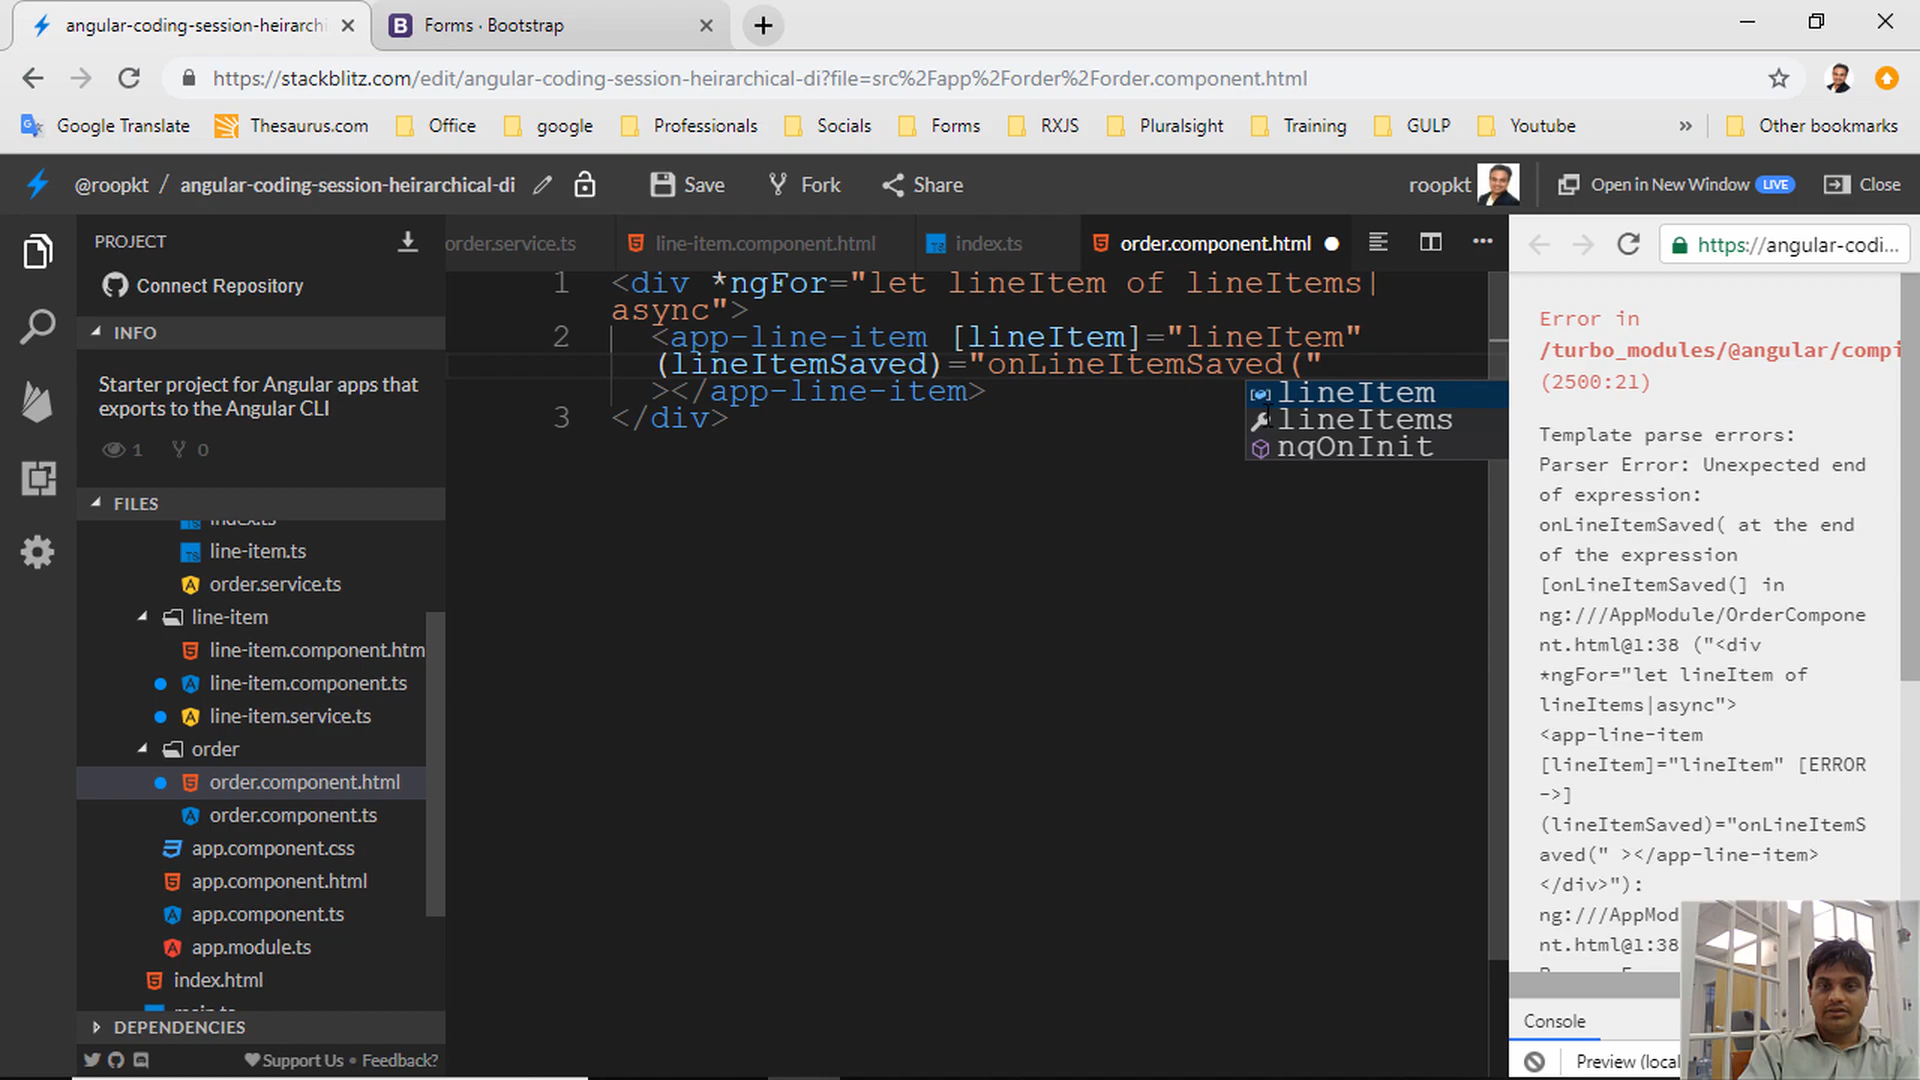 angular-coding-session-heirarchi
Forms · Bootstrap
https://stackblitz.com/edit/angular-coding-session-heirarchical-di?file=src%2Fapp%2Forder%2Forder.component.html
Google Translate
Thesaurus.com
Office
google
Professionals
Socials
Forms
RXJS
Pluralsight
Training
GULP
Youtube
»
Other bookmarks
@roopkt / angular-coding-session-heirarchical-di
Save
Fork
Share
roopkt
Open in New Window LIVE
Close
PROJECT
Connect Repository
INFO
Starter project for Angular apps that
exports to the Angular CLI
1
0
FILES
index.ts
line-item.ts
order.service.ts
line-item
line-item.component.htm
line-item.component.ts
line-item.service.ts
order
order.component.html
order.component.ts
app.component.css
app.component.html
app.component.ts
app.module.ts
index.html
main.ts
DEPENDENCIES
Support Us • Feedback?
order.service.ts
line-item.component.html
index.ts
order.component.html
1 <div *ngFor="let lineItem of lineItems|
async">
2 <app-line-item [lineItem]="lineItem"
(lineItemSaved)="onLineItemSaved("
></app-line-item>
3 </div>
lineItem
lineItems
ngOnInit
https://angular-codi...
Error in
/turbo_modules/@angular/compi
(2500:21)
Template parse errors:
Parser Error: Unexpected end
of expression:
onLineItemSaved( at the end
of the expression
[onLineItemSaved(] in
ng:///AppModule/OrderCompone
nt.html@1:38 ("<div
*ngFor="let lineItem of
lineItems|async">
<app-line-item
[lineItem]="lineItem" [ERROR
->]
(lineItemSaved)="onLineItemS
aved(" ></app-line-item>
</div>"):
ng:///AppMod
nt.html@1:38
Console
Preview (local